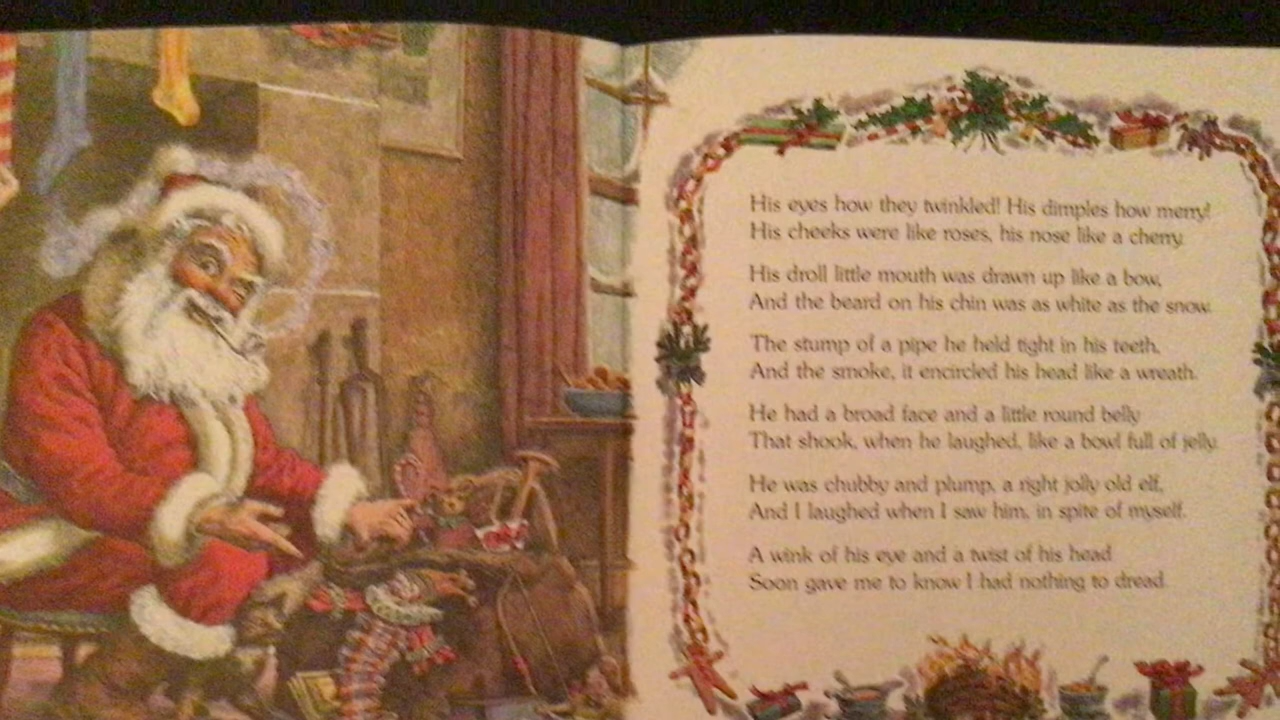 His eyes how they twinkled! His dimples how merry!
His cheeks were like roses, his nose like a cherry.
His droll little mouth was drawn up like a bow,
And the beard on his chin was as white as the snow.
The stump of a pipe he held tight in his teeth,
And the smoke, it encircled his head like a wreath.
He had a broad face and a little round belly
That shook, when he laughed, like a bowl full of jelly.
He was chubby and plump, a right jolly old elf,
And I laughed when I saw him, in spite of myself.
A wink of his eye and a twist of his head
Soon gave me to know I had nothing to dread.